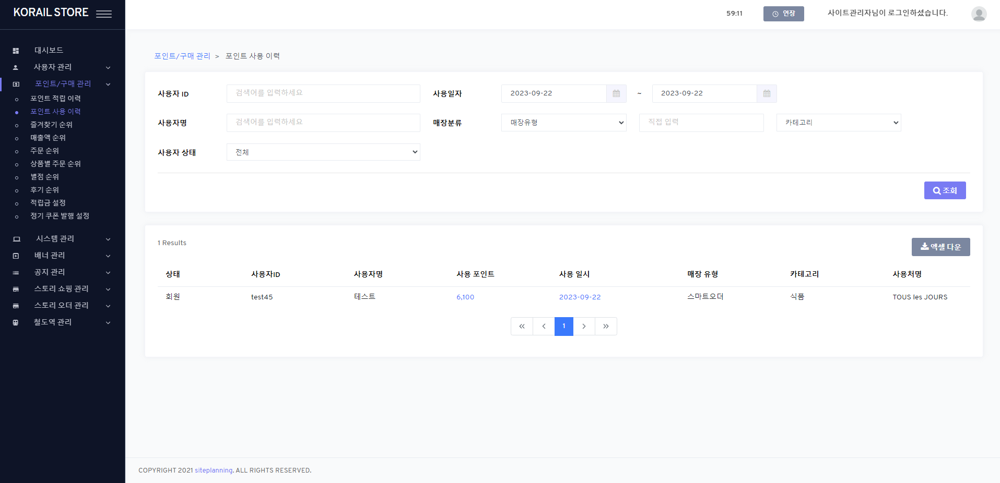 KORAIL STORE
59:11
연장
사이트관리자님이 로그인하셨습니다.
대시보드
사용자 관리
포인트/구매 관리
포인트 적립 이력
포인트 사용 이력
즐겨찾기 순위
매출액 순위
주문 순위
상품별 주문 순위
별점 순위
후기 순위
적립금 설정
정기 쿠폰 발행 설정
시스템 관리
배너 관리
공지 관리
스토리 쇼핑 관리
스토리 오더 관리
철도역 관리
포인트/구매 관리 > 포인트 사용 이력
사용자 ID 검색어를 입력하세요 사용일자 2023-09-22 ~ 2023-09-22
사용자명 검색어를 입력하세요 매장분류 매장유형 직접 입력 카테고리
사용자 상태 전체
조회
1 Results
엑셀 다운
상태 사용자ID 사용자명 사용 포인트 사용 일시 매장 유형 카테고리 사용처명
회원 test45 테스트 6,100 2023-09-22 스마트오더 식품 TOUS les JOURS
« < 1 > »
COPYRIGHT 2021 siteplanning. ALL RIGHTS RESERVED.